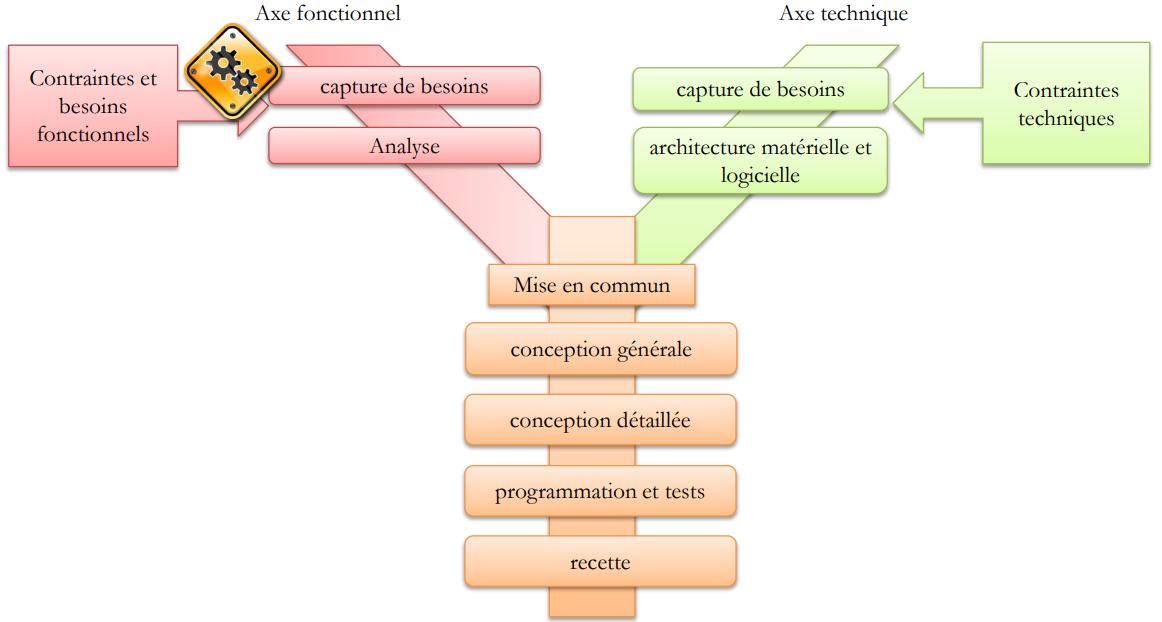 Axe fonctionnel
Axe technique
Contraintes et
besoins
fonctionnels
capture de besoins
Analyse
capture de besoins
architecture matérielle et
logicielle
Contraintes
techniques
Mise en commun
conception générale
conception détaillée
programmation et tests
recette